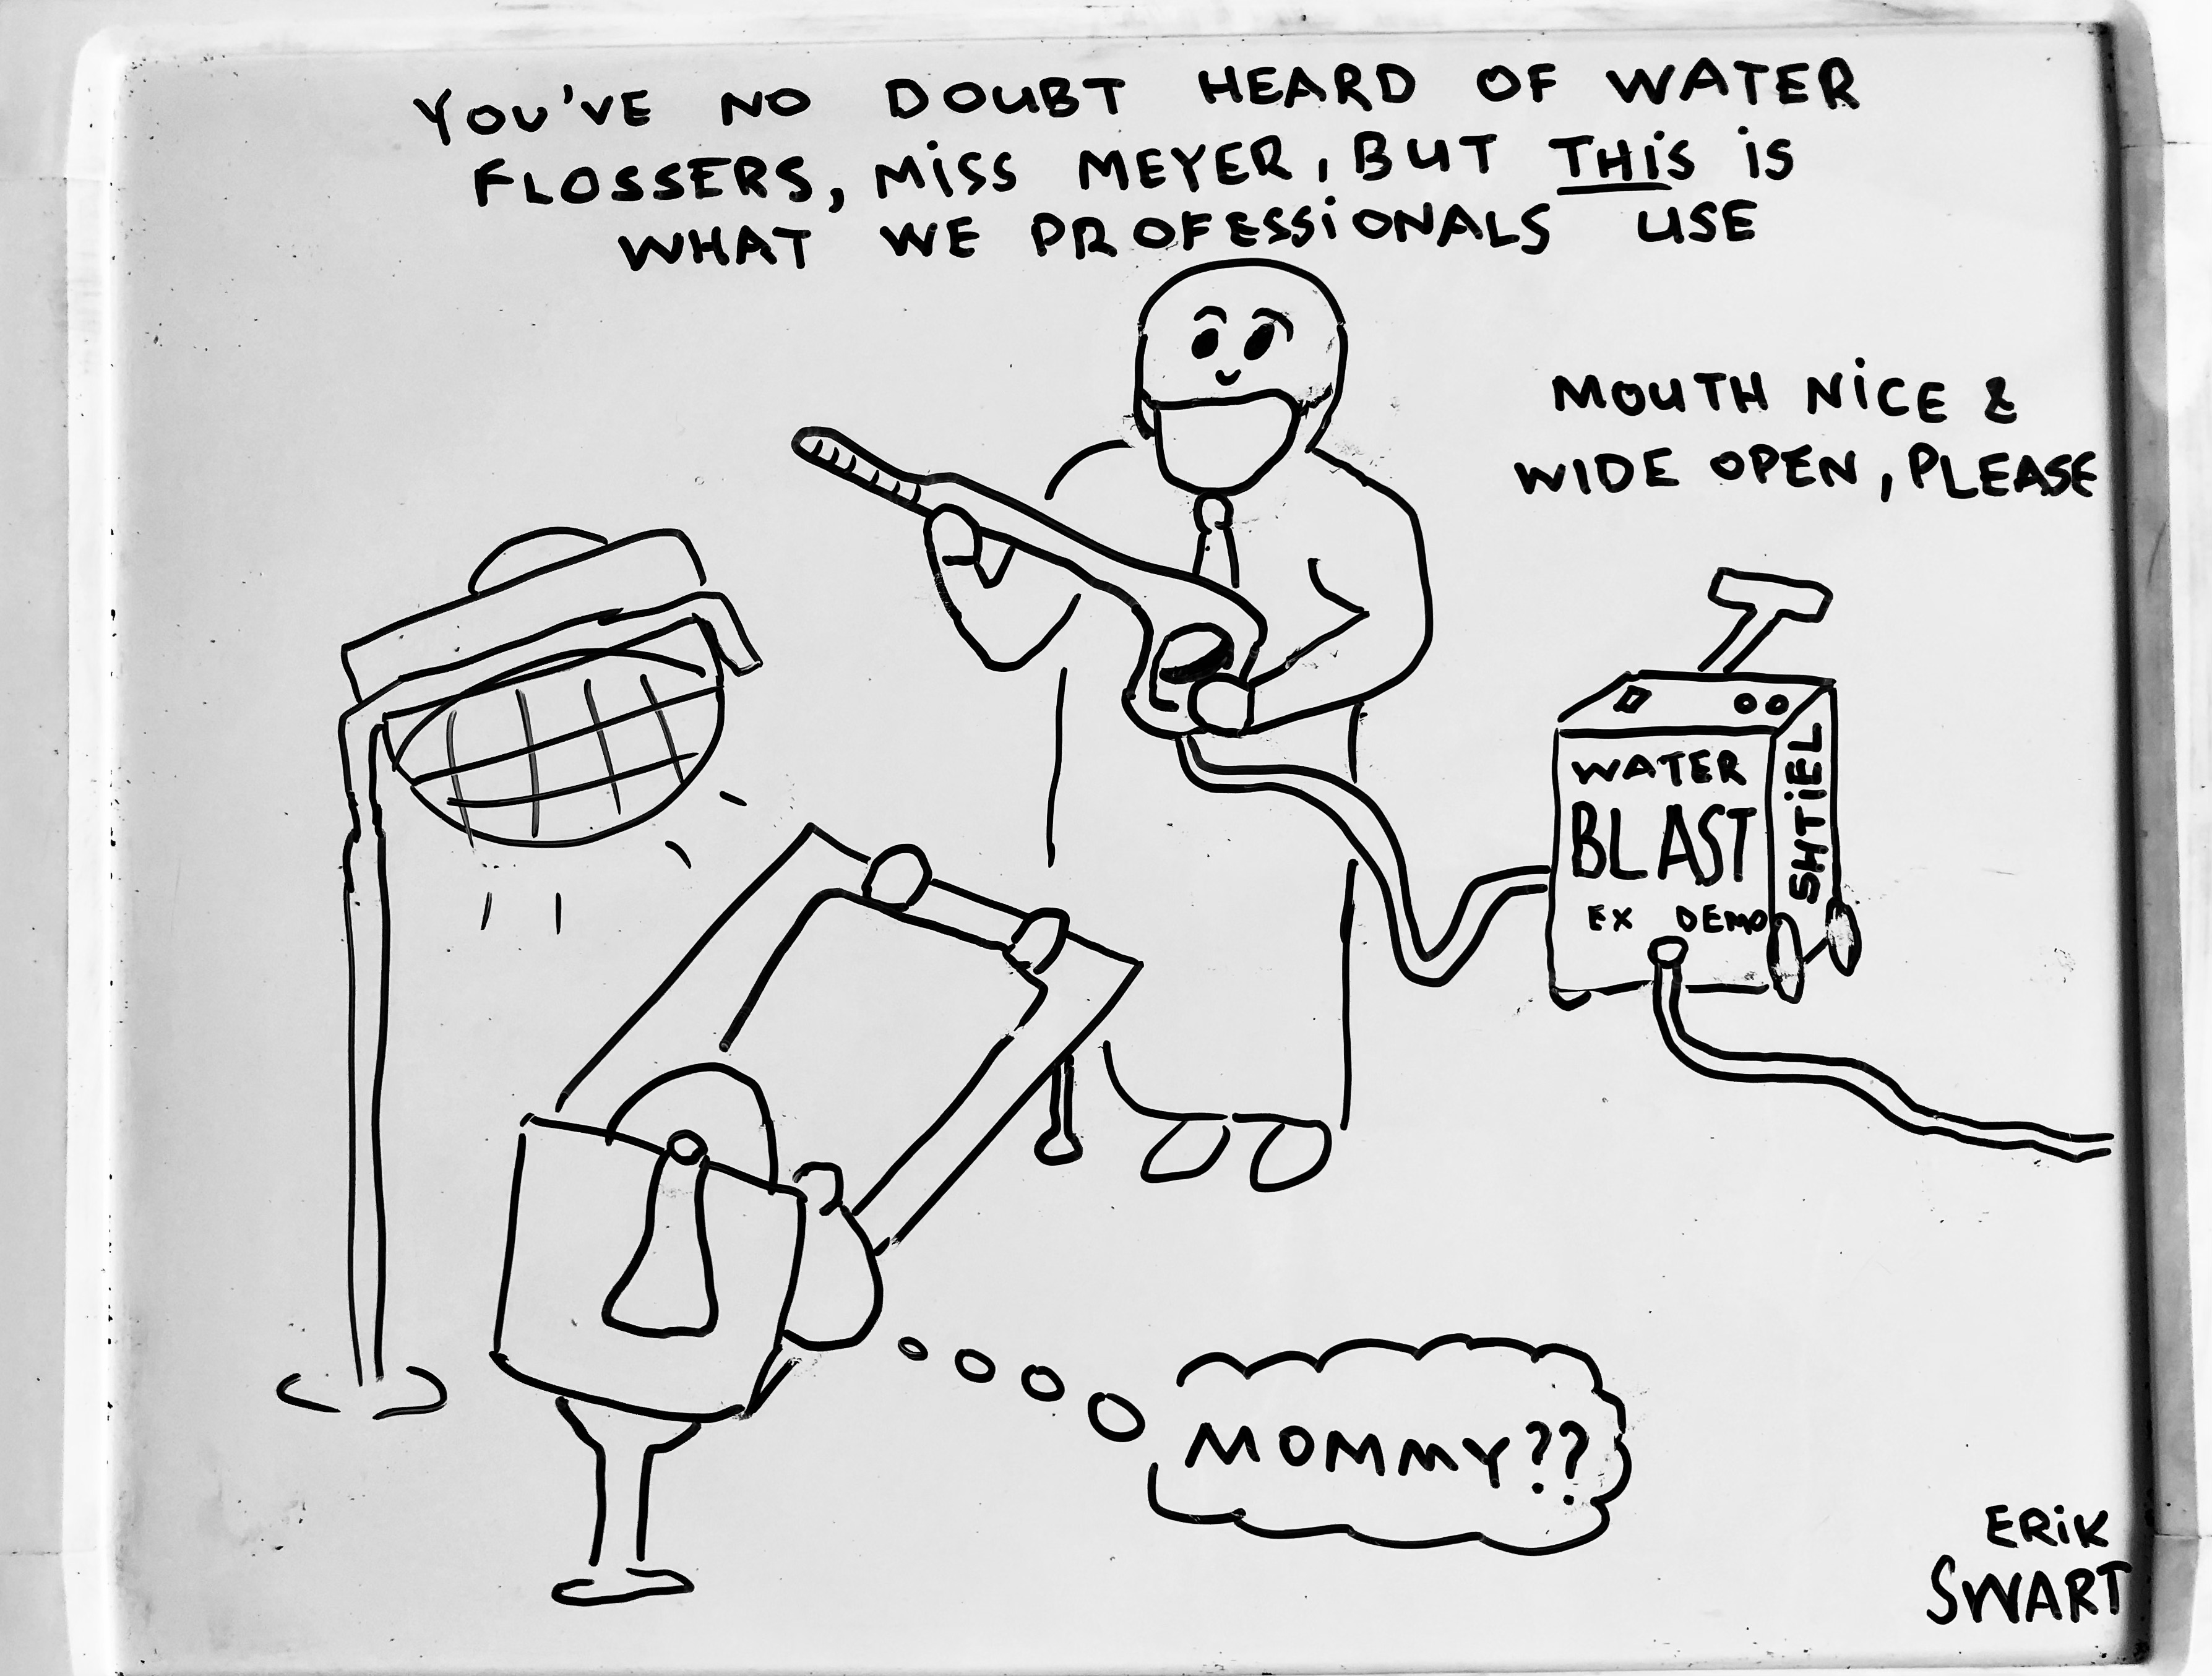 YOU'VE NO DOUBT HEARD OF WATER
FLOSSERS, MISS MEYER, BUT THIS IS
WHAT WE PROFESSIONALS USE
MOUTH NICE &
WIDE OPEN, PLEASE
WATER
BLAST
EX DEMO
SHTIEL
MOMMY??
ERIK
SWART